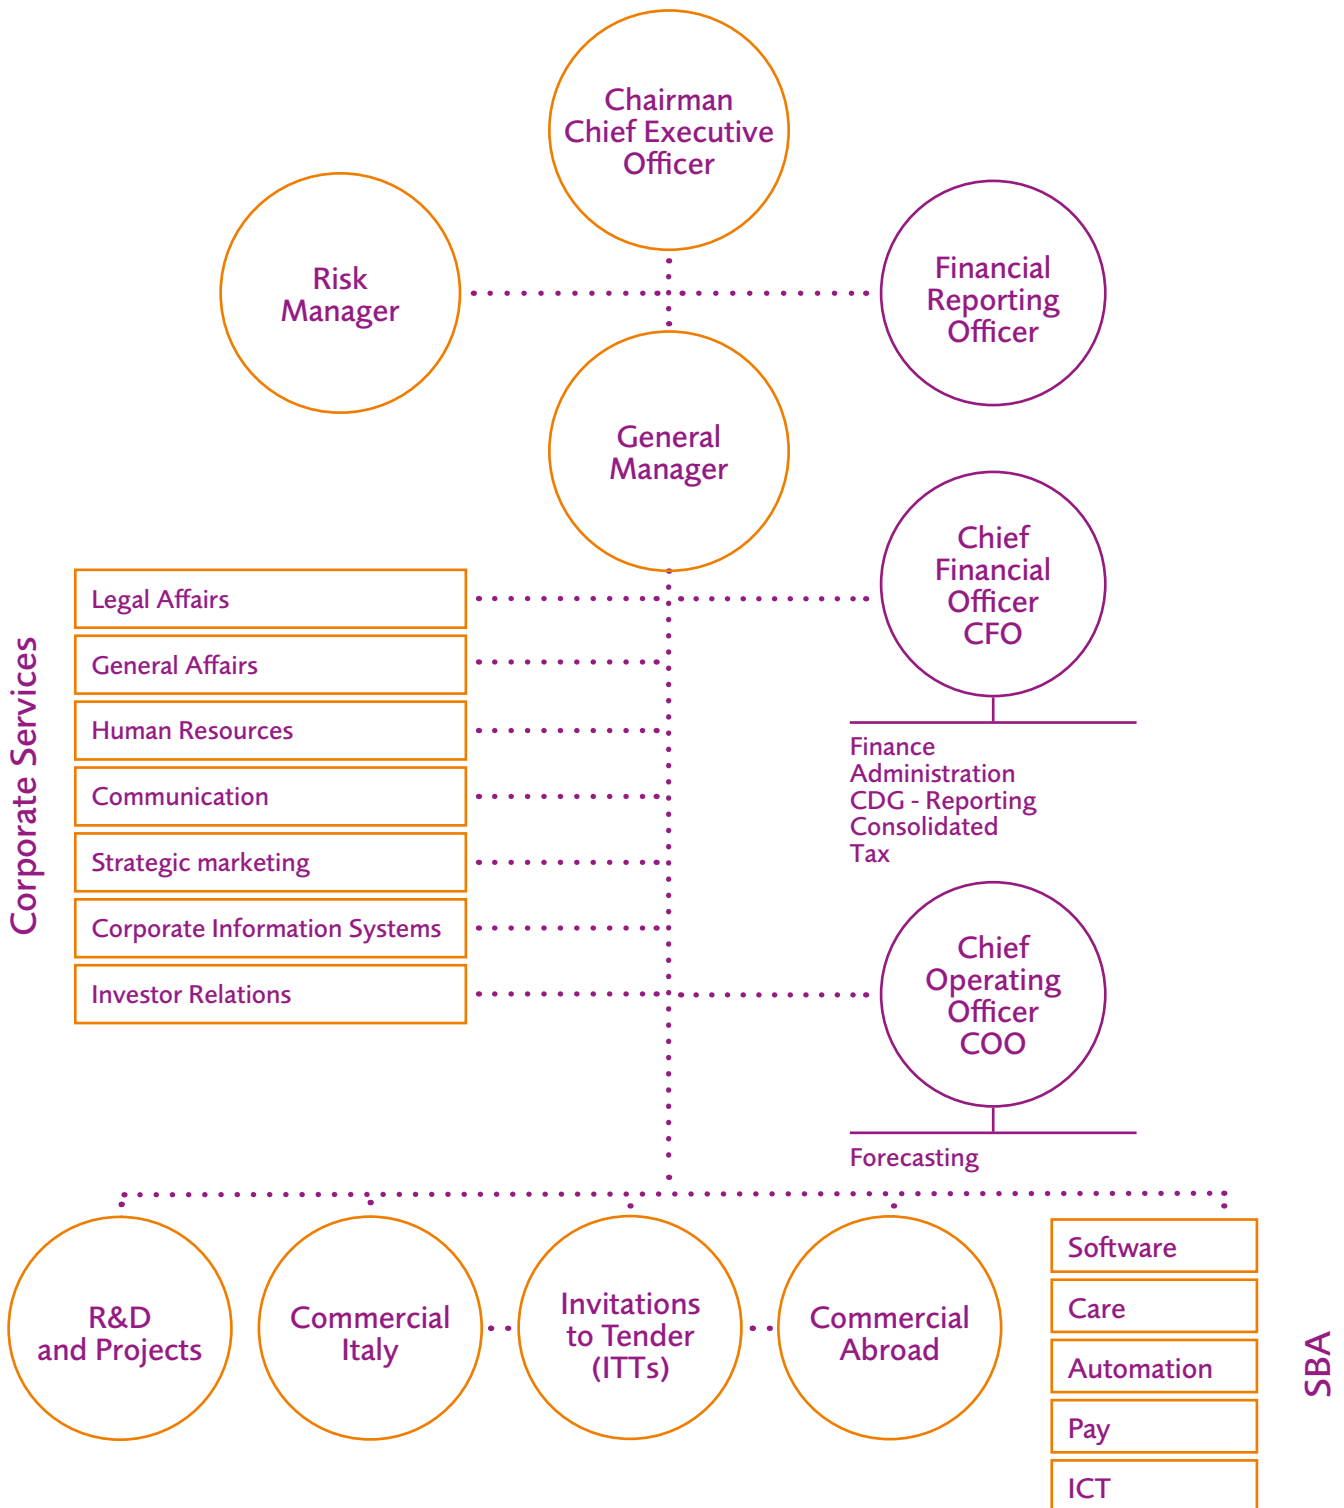 Chairman
Chief Executive
Officer
Risk
Manager
Financial
Reporting
Officer
General
Manager
Chief
Financial
Officer
CFO
Finance
Administration
CDG - Reporting
Consolidated
Tax
Corporate Services
Legal Affairs
General Affairs
Human Resources
Communication
Strategic marketing
Corporate Information Systems
Investor Relations
Chief
Operating
Officer
COO
Forecasting
R&D
and Projects
Commercial
Italy
Invitations
to Tender
(ITTs)
Commercial
Abroad
Software
Care
Automation
Pay
ICT
SBA